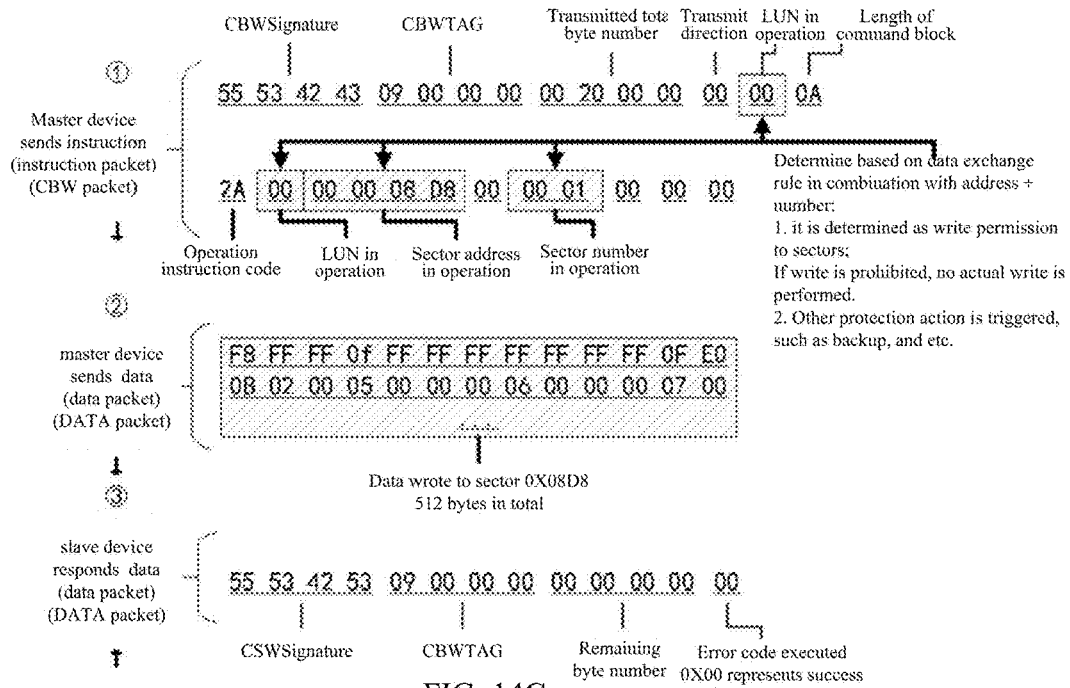 CBWSignature
CBWTAG
Transmitted tota
byte number
Transmit
direction
LUN in
operation
Length of
command block
①
55 53 42 43 09 00 00 00 00 20 00 00 00 00 0A
Master device
sends instruction
(instruction packet)
(CBW packet)
2A 00 00 00 08 D8 00 00 01 00 00 00
Operation
instruction code
LUN in
operation
Sector address
in operation
Sector number
in operation
Determine based on data exchange
rule in combination with address +
number:
1. it is determined as write permission
to sectors;
If write is prohibited, no actual write is
performed.
2. Other protection action is triggered,
such as backup, and etc.
②
master device
sends data
(data packet)
(DATA packet)
F8 FF FF 0f FF FF FF FF FF FF FF 0F E0
0B 02 00 05 00 00 00 06 00 00 00 07 00
....
Data wrote to sector 0X08D8
512 bytes in total
③
slave device
responds data
(data packet)
(DATA packet)
55 53 42 53 09 00 00 00 00 00 00 00 00
CSWSignature
CBWTAG
Remaining
byte number
Error code executed
0X00 represents success